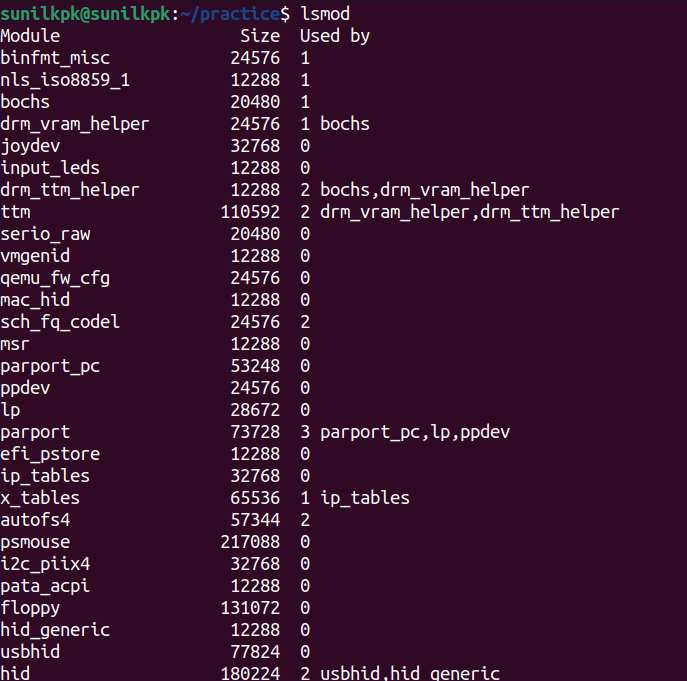 sunilkpk@sunilkpk:~/practice$ lsmod
Module                  Size  Used by
binfmt_misc            24576  1
nls_iso8859_1          12288  1
bochs                  20480  1
drm_vram_helper        24576  1 bochs
joydev                 32768  0
input_leds             12288  0
drm_ttm_helper         12288  2 bochs,drm_vram_helper
ttm                   110592  2 drm_vram_helper,drm_ttm_helper
serio_raw              20480  0
vmgenid                12288  0
qemu_fw_cfg            24576  0
mac_hid                12288  0
sch_fq_codel           24576  2
msr                    12288  0
parport_pc             53248  0
ppdev                  24576  0
lp                     28672  0
parport                73728  3 parport_pc,lp,ppdev
efi_pstore             12288  0
ip_tables              32768  0
x_tables               65536  1 ip_tables
autofs4                57344  2
psmouse               217088  0
i2c_piix4              32768  0
pata_acpi              12288  0
floppy                131072  0
hid_generic            12288  0
usbhid                 77824  0
hid                   180224  2 usbhid,hid_generic